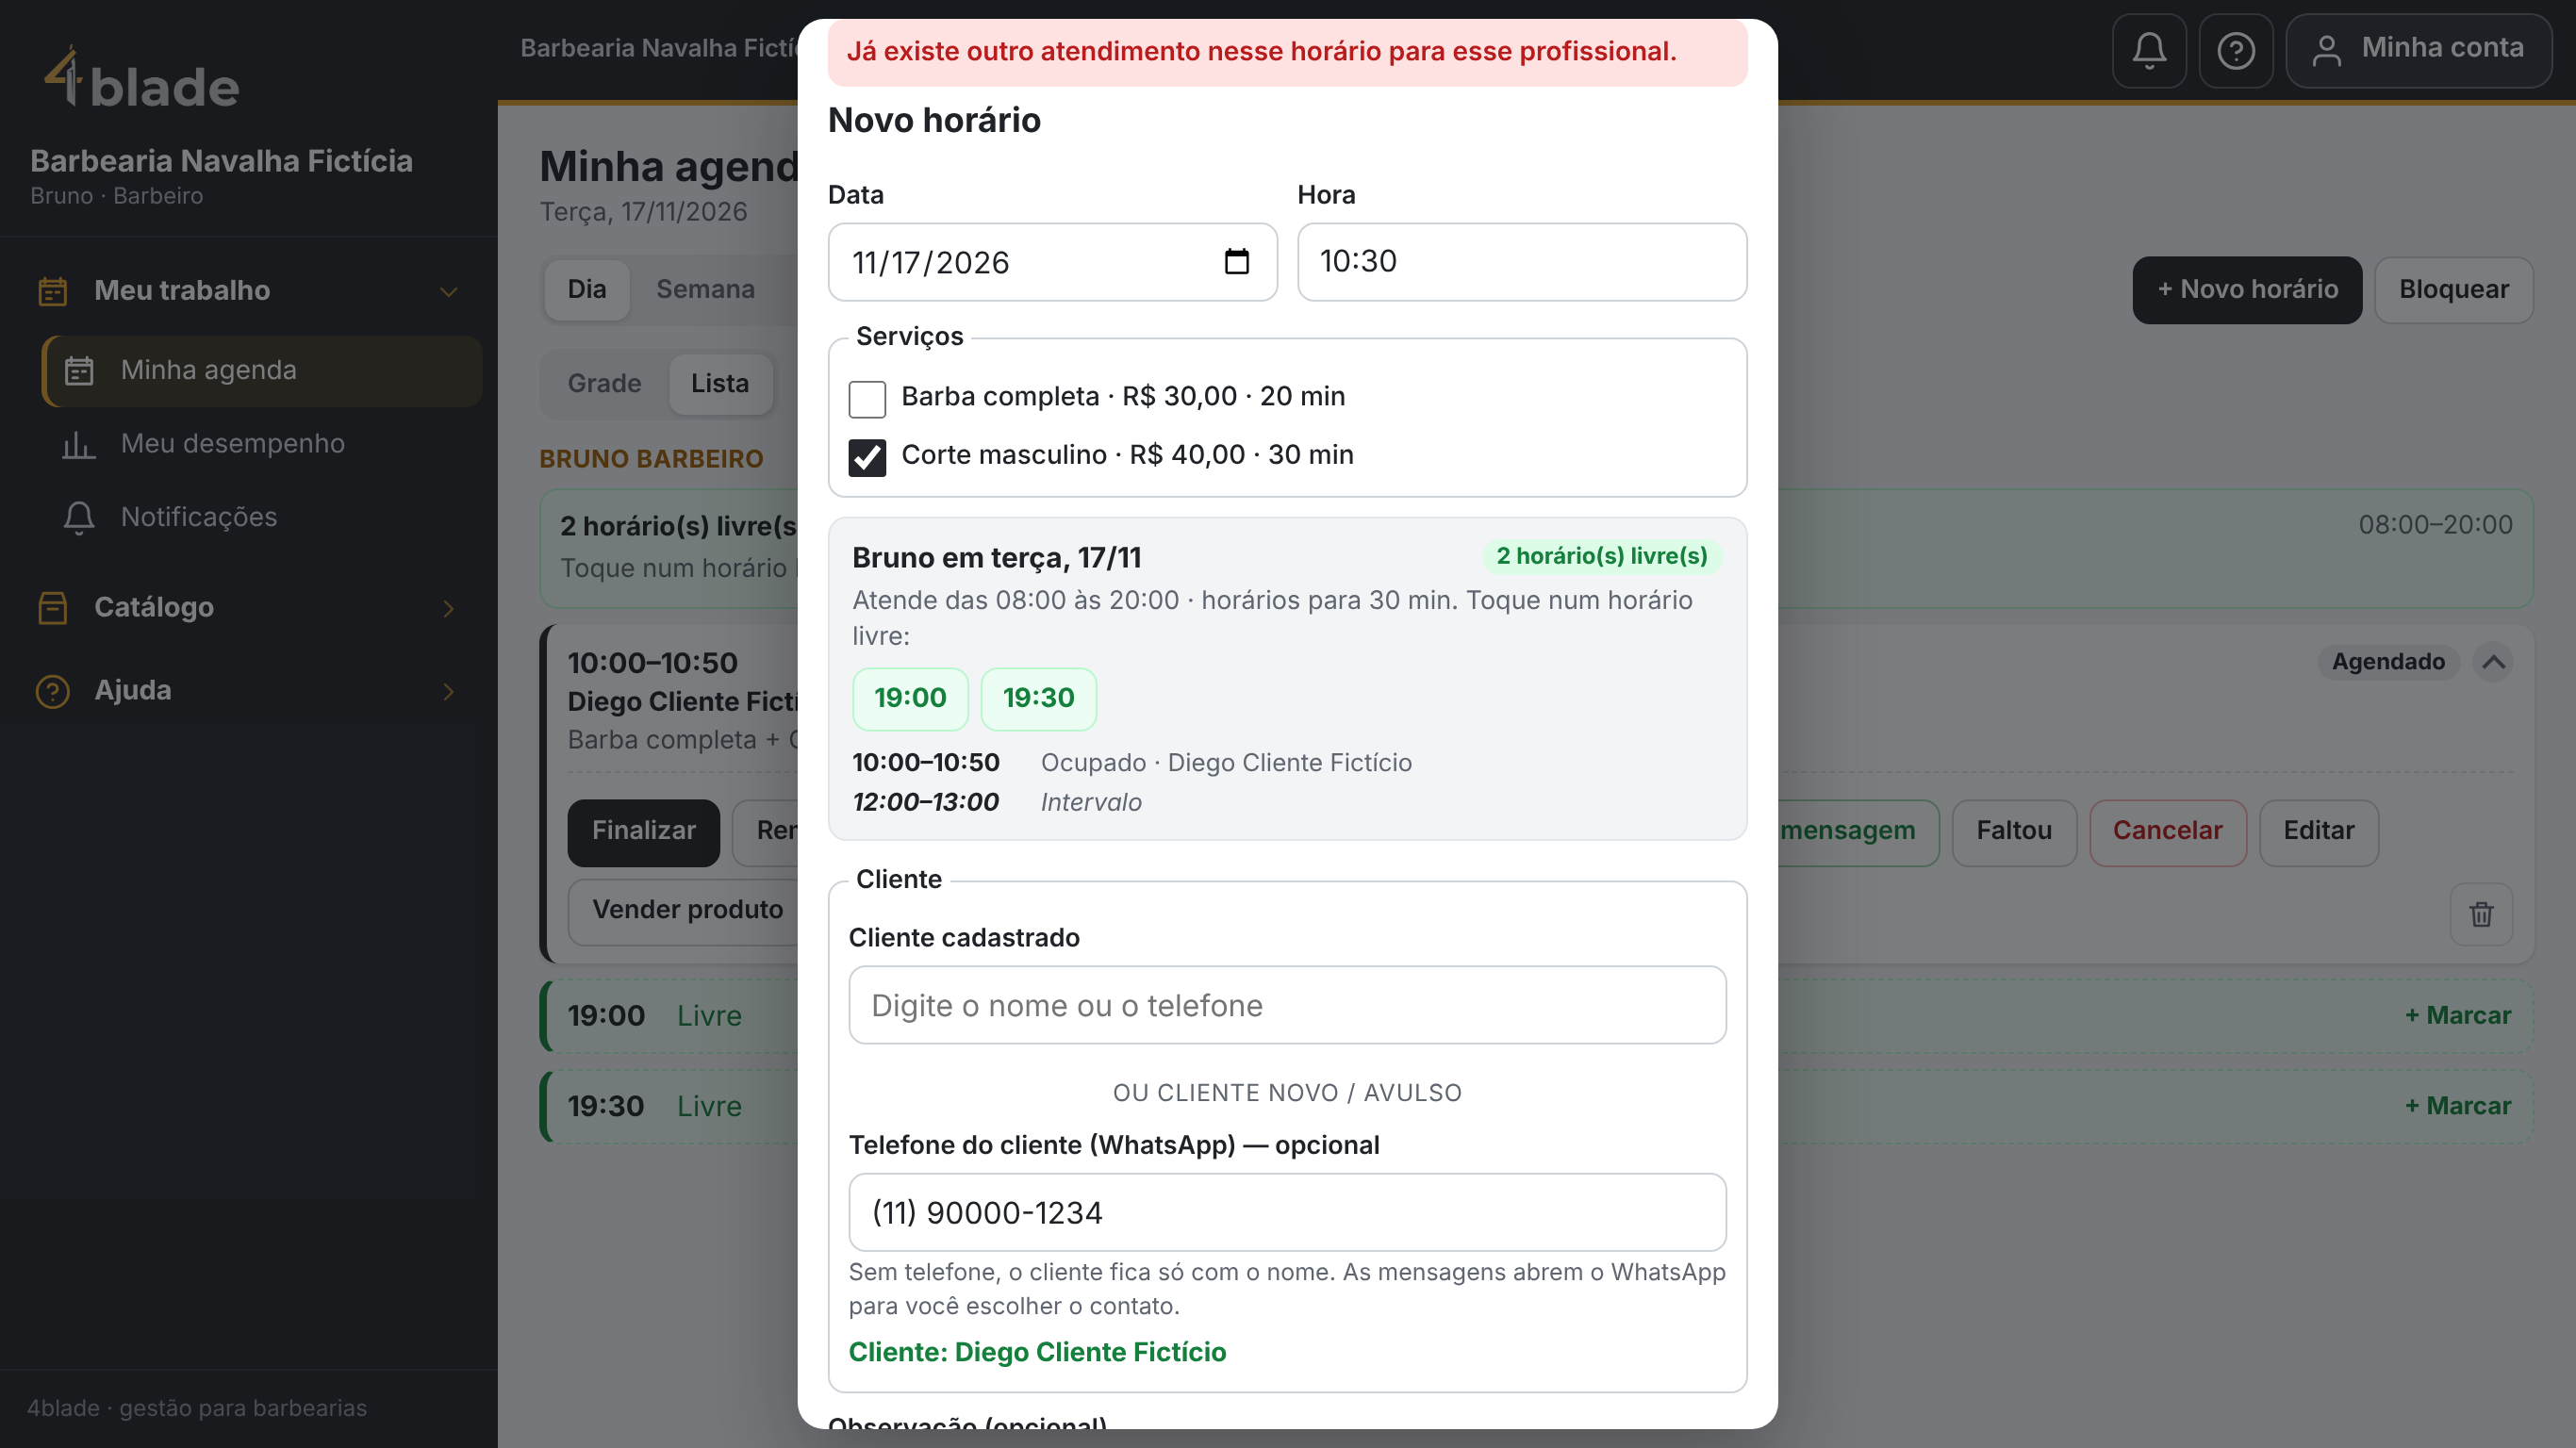 4blade
Barbearia Navalha Fictícia
Bruno · Barbeiro
Meu trabalho
Minha agenda
Meu desempenho
Notificações
Catálogo
Ajuda
4blade · gestão para barbearias
Barbearia Navalha
Minha conta
Minha
Terça, 17/11/2026
Dia
Semana
+ Novo horário
Bloquear
Grade
Lista
BRUNO BARBEIRO
2 horário(s)
08:00–20:00
Toque num horário
10:00–10:50
Agendado
Diego Cliente
Barba completa +
Finalizar
mensagem
Faltou
Cancelar
Editar
Vender produto
19:00 Livre
+ Marcar
19:30 Livre
+ Marcar
Já existe outro atendimento nesse horário para esse profissional.
Novo horário
Data
Hora
11/17/2026
10:30
Serviços
Barba completa · R$ 30,00 · 20 min
Corte masculino · R$ 40,00 · 30 min
Bruno em terça, 17/11
2 horário(s) livre(s)
Atende das 08:00 às 20:00 · horários para 30 min. Toque num horário
livre:
19:00
19:30
10:00–10:50 Ocupado · Diego Cliente Fictício
12:00–13:00 Intervalo
Cliente
Cliente cadastrado
Digite o nome ou o telefone
OU CLIENTE NOVO / AVULSO
Telefone do cliente (WhatsApp) — opcional
(11) 90000-1234
Sem telefone, o cliente fica só com o nome. As mensagens abrem o WhatsApp
para você escolher o contato.
Cliente: Diego Cliente Fictício
Observação (opcional)